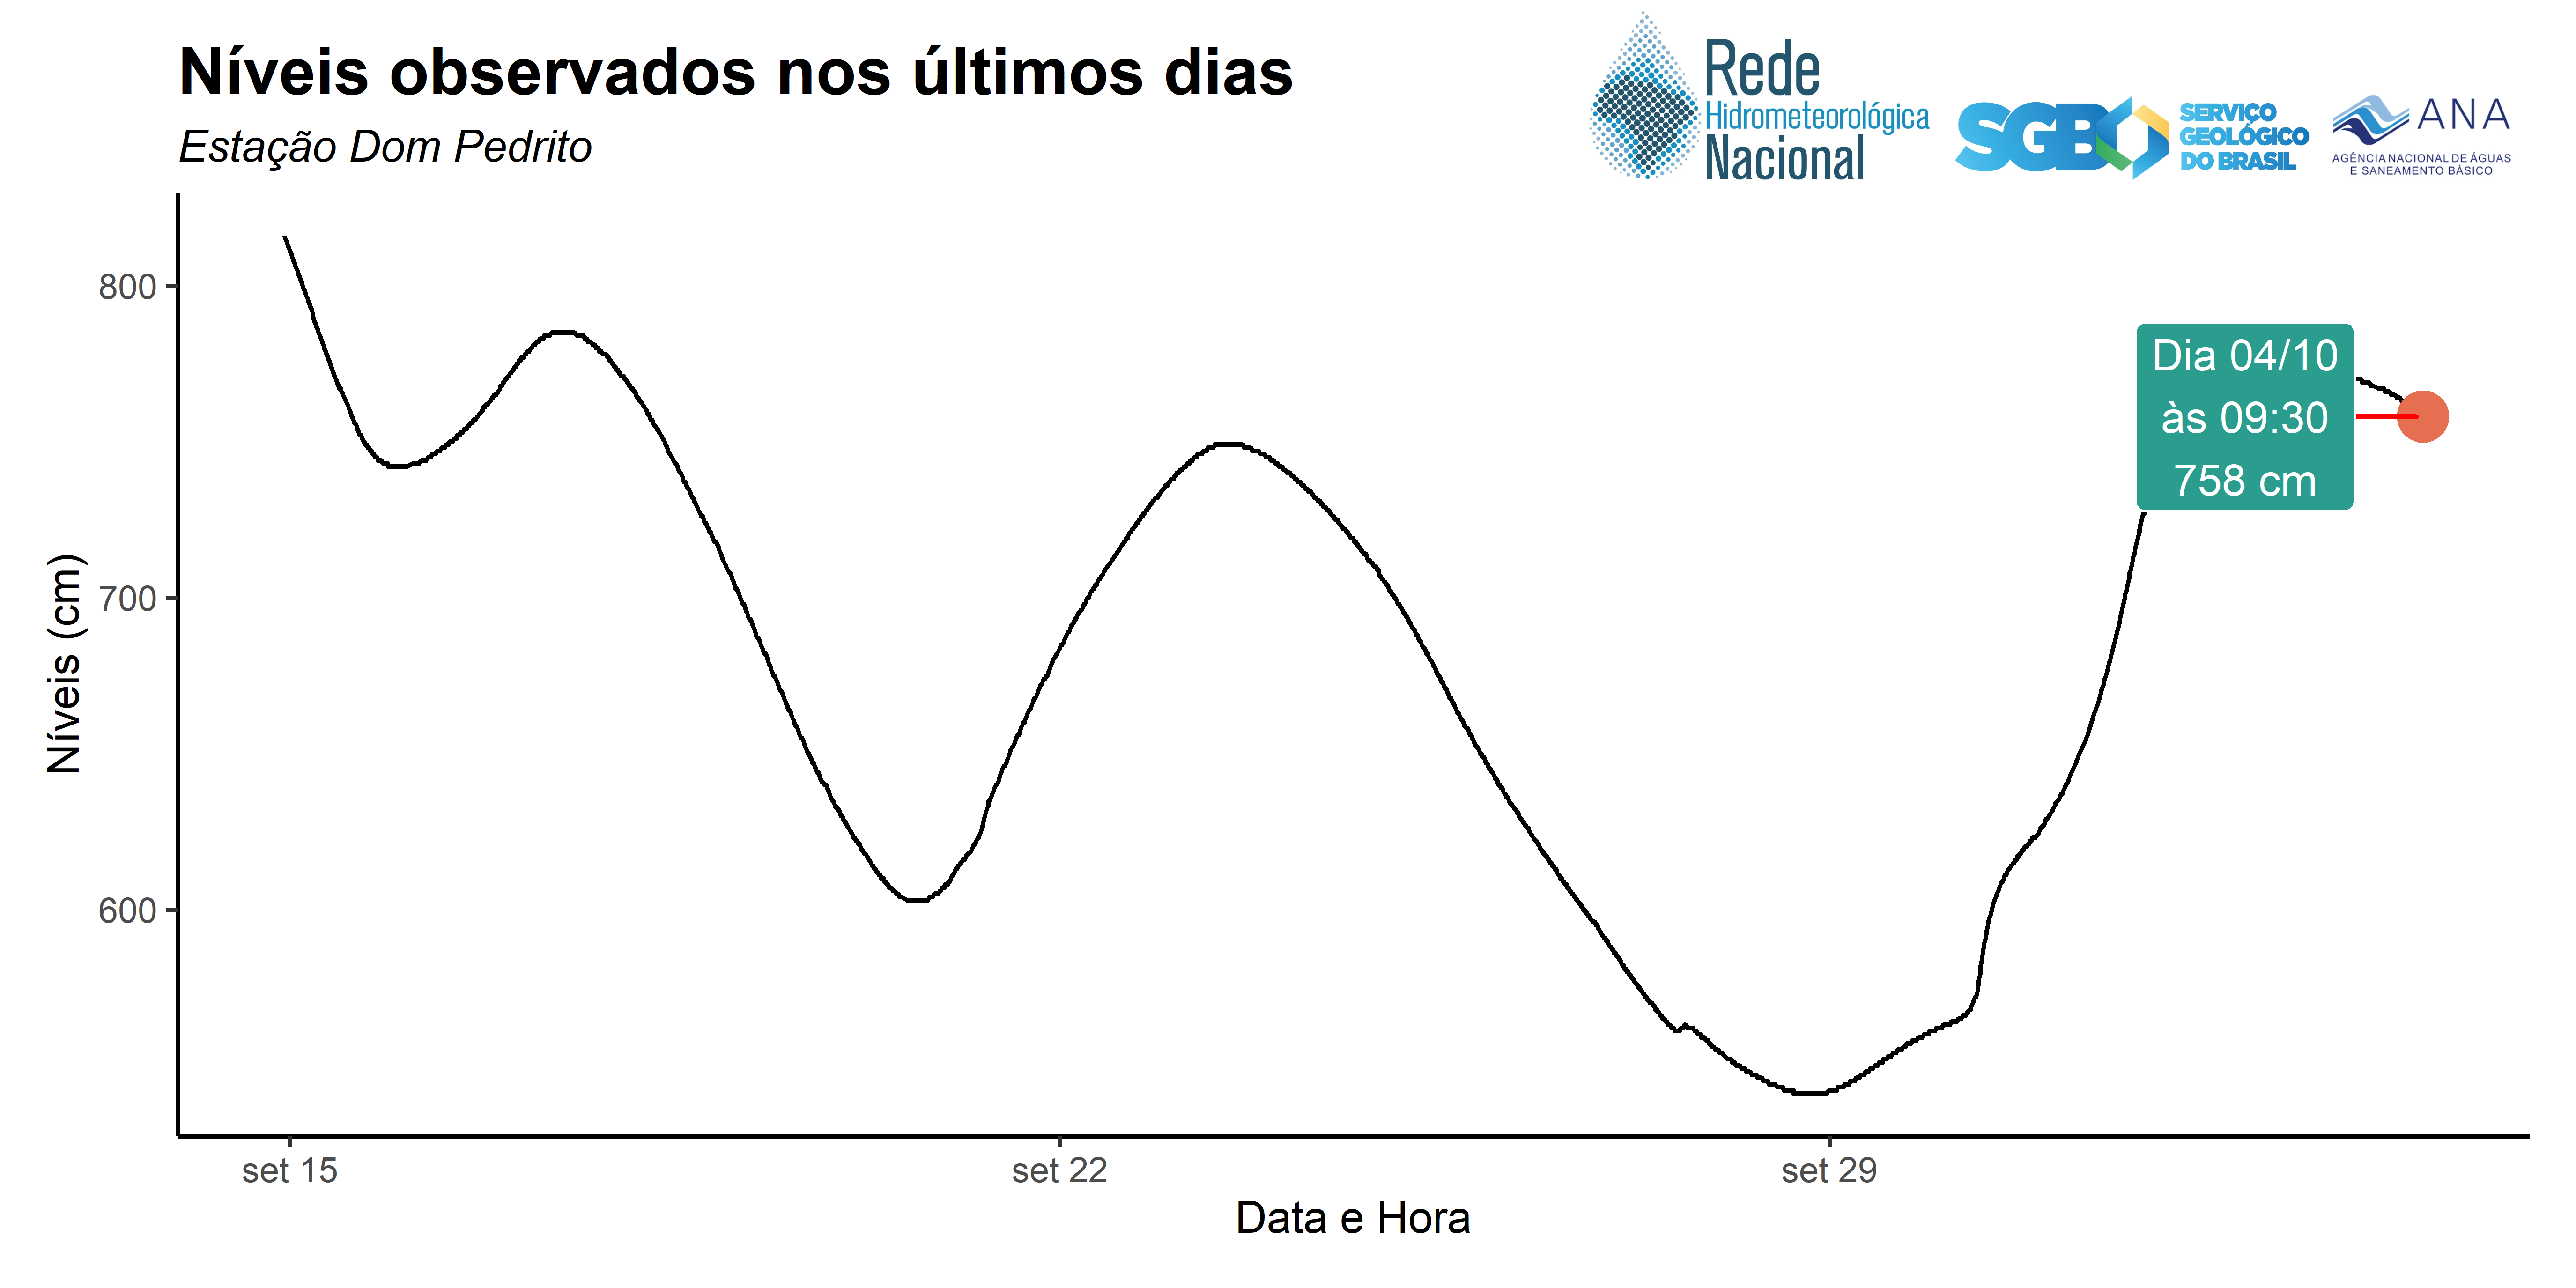 Níveis observados nos últimos dias
Estação Dom Pedrito
Rede
Hidrometeorológica
Nacional
SGB
SERVIÇO
GEOLÓGICO
DO BRASIL
ANA
AGÊNCIA NACIONAL DE ÁGUAS
E SANEAMENTO BÁSICO
Níveis (cm)
800
700
600
Dia 04/10
às 09:30
758 cm
set 15
set 22
set 29
Data e Hora